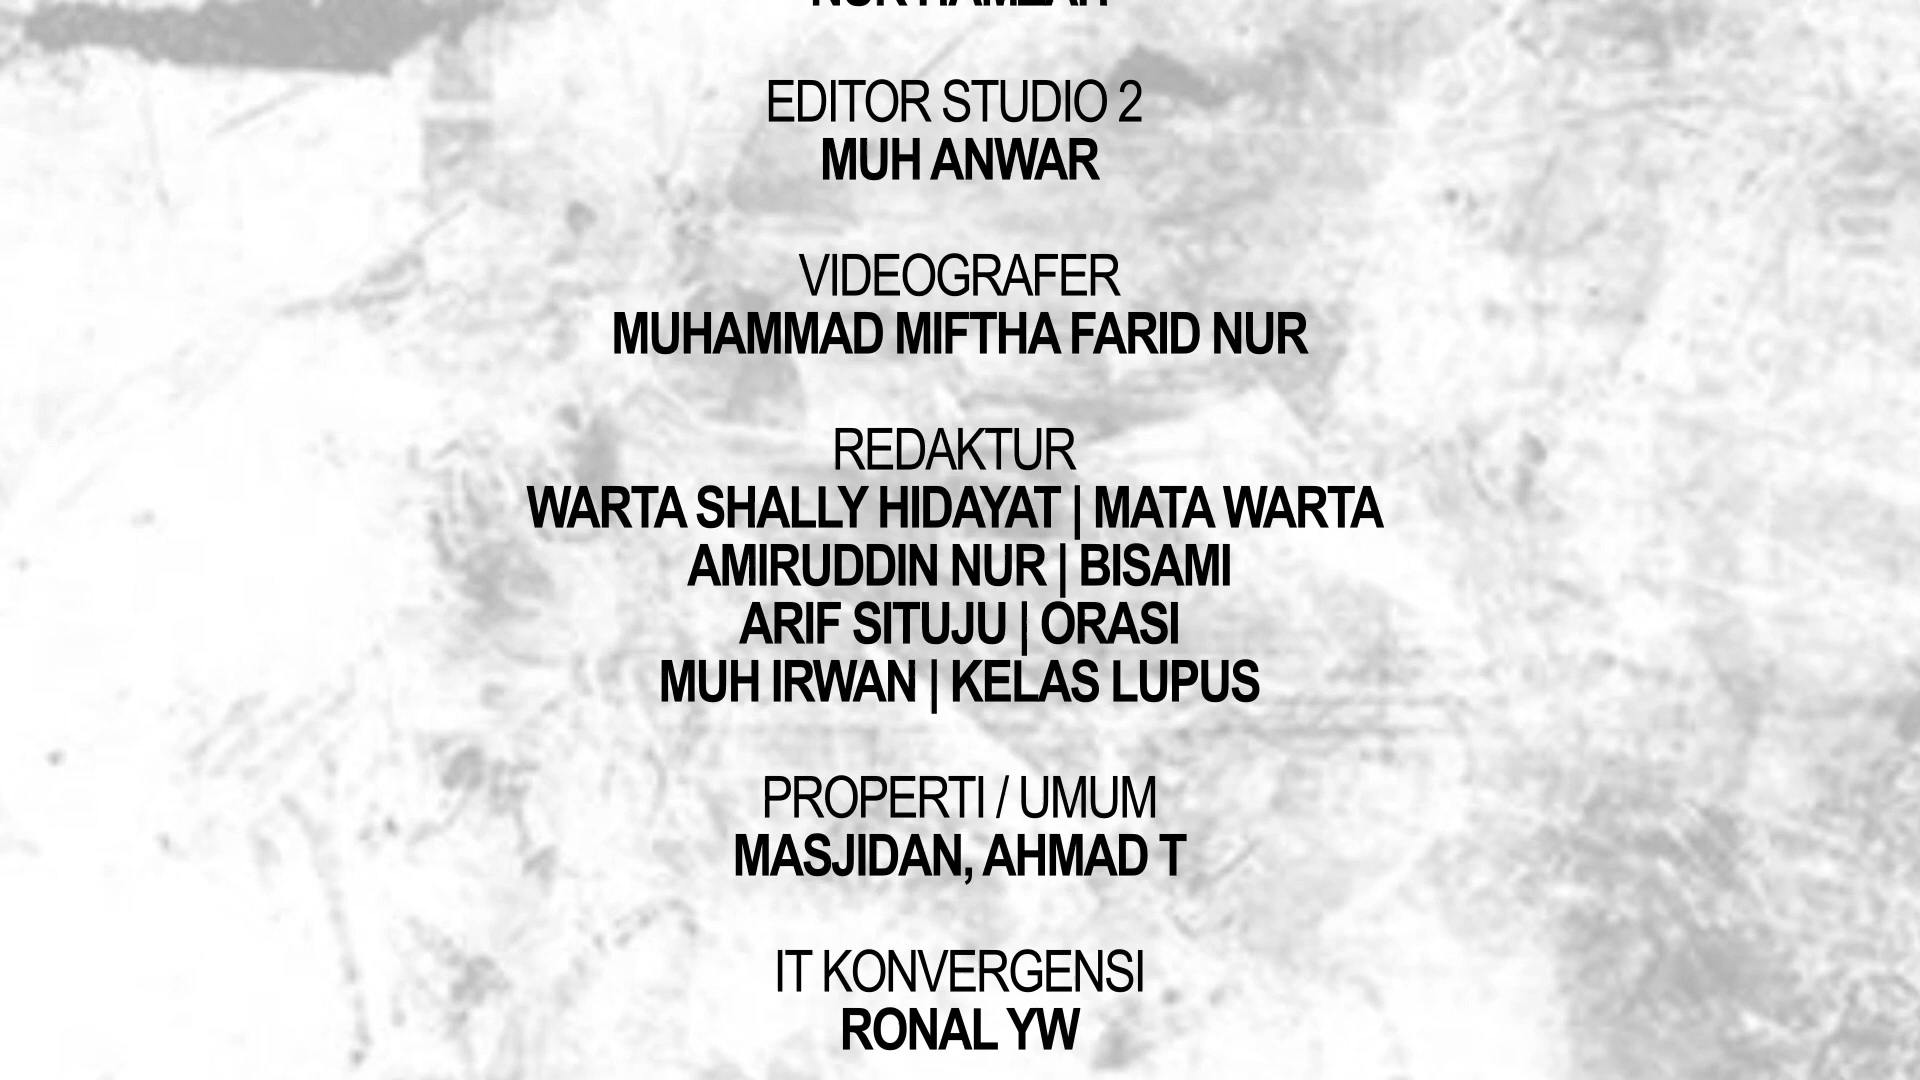 EDITOR STUDIO 2
MUH ANWAR
VIDEOGRAFER
MUHAMMAD MIFTHA FARID NUR
REDAKTUR
WARTA SHALLY HIDAYAT | MATA WARTA
AMIRUDDIN NUR | BISAMI
ARIF SITUJU | ORASI
MUH IRWAN | KELAS LUPUS
PROPERTI / UMUM
MASJIDAN, AHMAD T
IT KONVERGENSI
RONAL YW